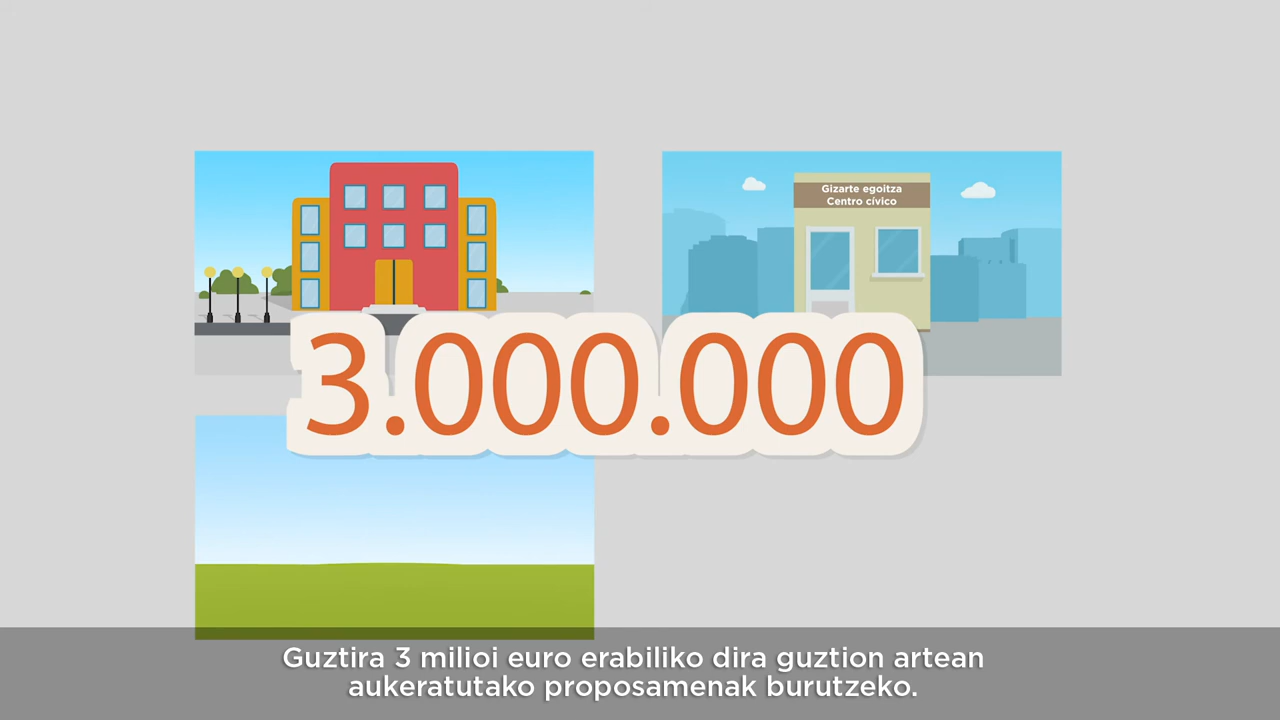 Gizarte egoitza
Centro cívico
3.000.000
Guztira 3 milioi euro erabiliko dira guztion artean
aukeratutako proposamenak burutzeko.